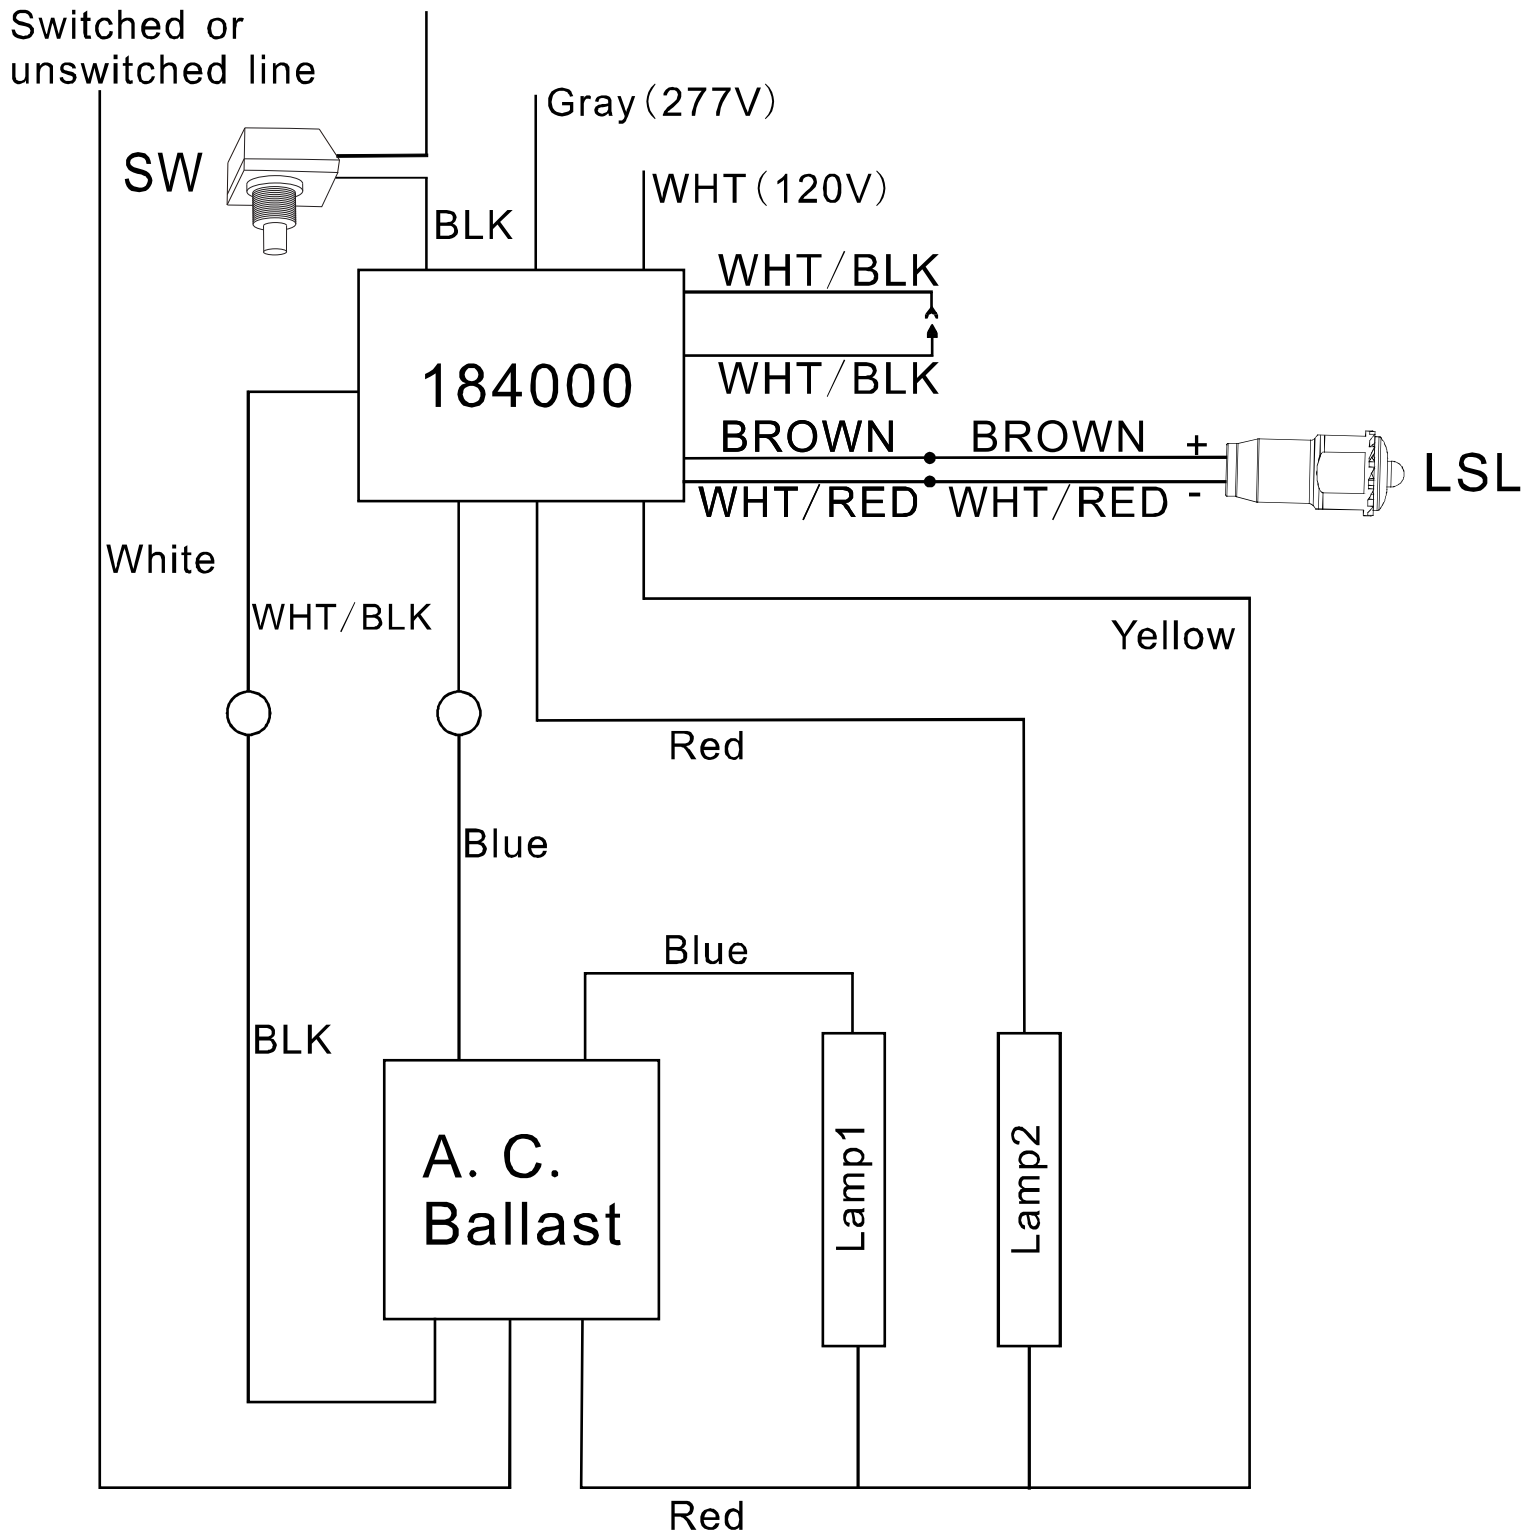 Switched or
unswitched line
Gray(277V)
SW
WHT(120V)
BLK
WHT/BLK
184000
WHT/BLK
BROWN BROWN +
LSL
WHT/RED WHT/RED -
White
WHT/BLK
Yellow
Red
Blue
Blue
BLK
A. C.
Ballast
Lamp1
Lamp2
Red